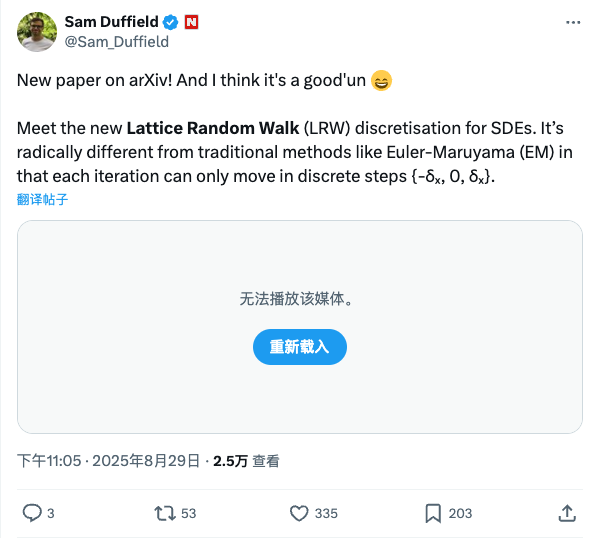 Sam Duffield
@Sam_Duffield
New paper on arXiv! And I think it's a good'un 😄
Meet the new Lattice Random Walk (LRW) discretisation for SDEs. It’s
radically different from traditional methods like Euler-Maruyama (EM) in
that each iteration can only move in discrete steps {-δₓ, 0, δₓ}.
翻译帖子
无法播放该媒体。
重新载入
下午11:05 · 2025年8月29日 · 2.5万 查看
3 53 335 203